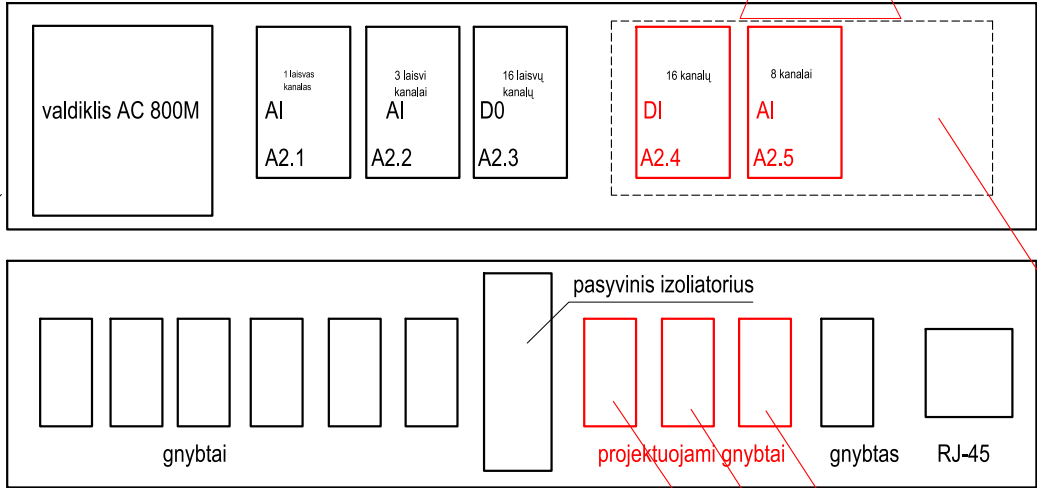 valdiklis AC 800M
1 laisvas
kanalas
AI
A2.1
3 laisvi
kanalai
AI
A2.2
16 laisvų
kanalų
D0
A2.3
16 kanalų
DI
A2.4
8 kanalai
AI
A2.5
pasyvinis izoliatorius
gnybtai
projektuojami gnybtai
gnybtas
RJ-45